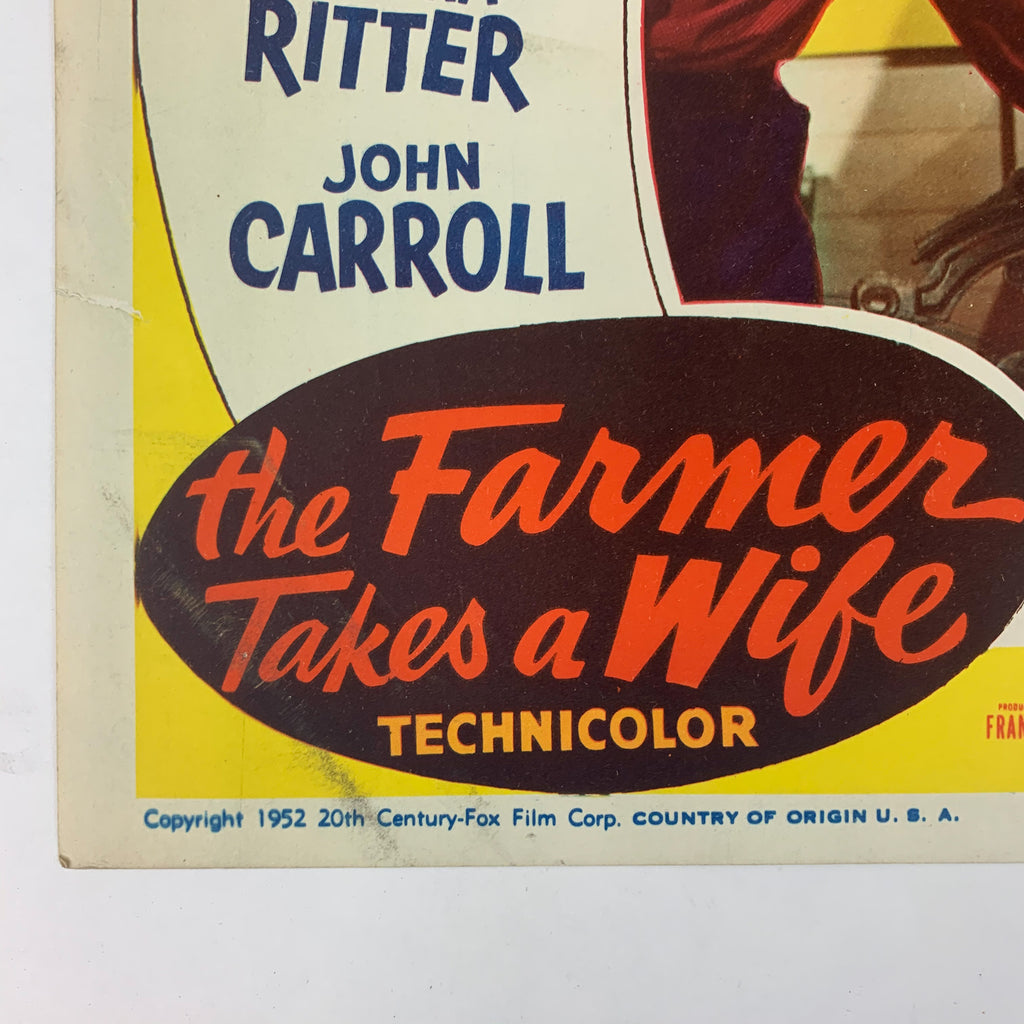 RITTER
JOHN
CARROLL
the Farmer
Takes a Wife
TECHNICOLOR
Copyright 1952 20th Century-Fox Film Corp. COUNTRY OF ORIGIN U. S. A.